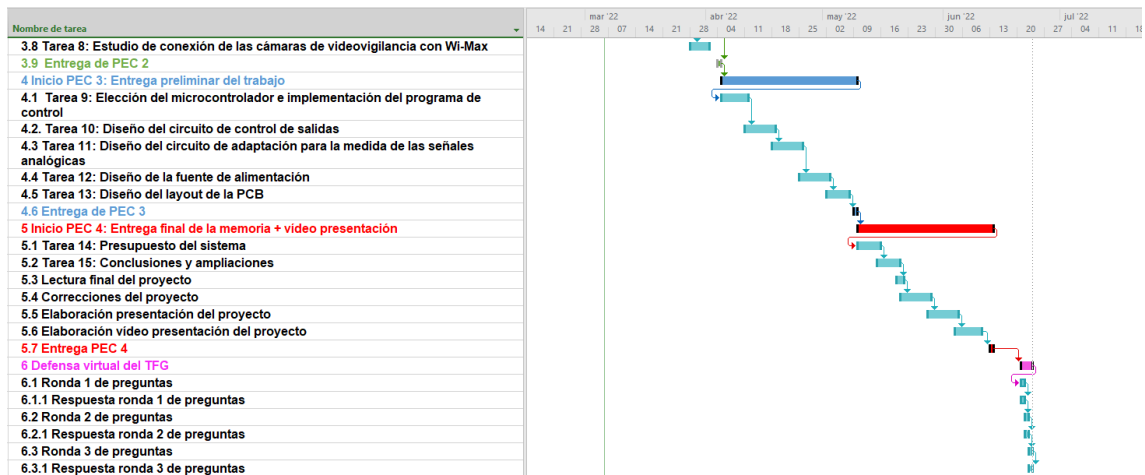 mar '22 abr '22 may '22 jun '22 jul '22
Nombre de tarea 14 21 28 07 14 21 28 04 11 18 25 02 09 16 23 30 06 13 20 27 04 11 18
3.8 Tarea 8: Estudio de conexión de las cámaras de videovigilancia con Wi-Max
3.9 Entrega de PEC 2
4 Inicio PEC 3: Entrega preliminar del trabajo
4.1 Tarea 9: Elección del microcontrolador e implementación del programa de
control
4.2. Tarea 10: Diseño del circuito de control de salidas
4.3 Tarea 11: Diseño del circuito de adaptación para la medida de las señales
analógicas
4.4 Tarea 12: Diseño de la fuente de alimentación
4.5 Tarea 13: Diseño del layout de la PCB
4.6 Entrega de PEC 3
5 Inicio PEC 4: Entrega final de la memoria + vídeo presentación
5.1 Tarea 14: Presupuesto del sistema
5.2 Tarea 15: Conclusiones y ampliaciones
5.3 Lectura final del proyecto
5.4 Correcciones del proyecto
5.5 Elaboración presentación del proyecto
5.6 Elaboración vídeo presentación del proyecto
5.7 Entrega PEC 4
6 Defensa virtual del TFG
6.1 Ronda 1 de preguntas
6.1.1 Respuesta ronda 1 de preguntas
6.2 Ronda 2 de preguntas
6.2.1 Respuesta ronda 2 de preguntas
6.3 Ronda 3 de preguntas
6.3.1 Respuesta ronda 3 de preguntas